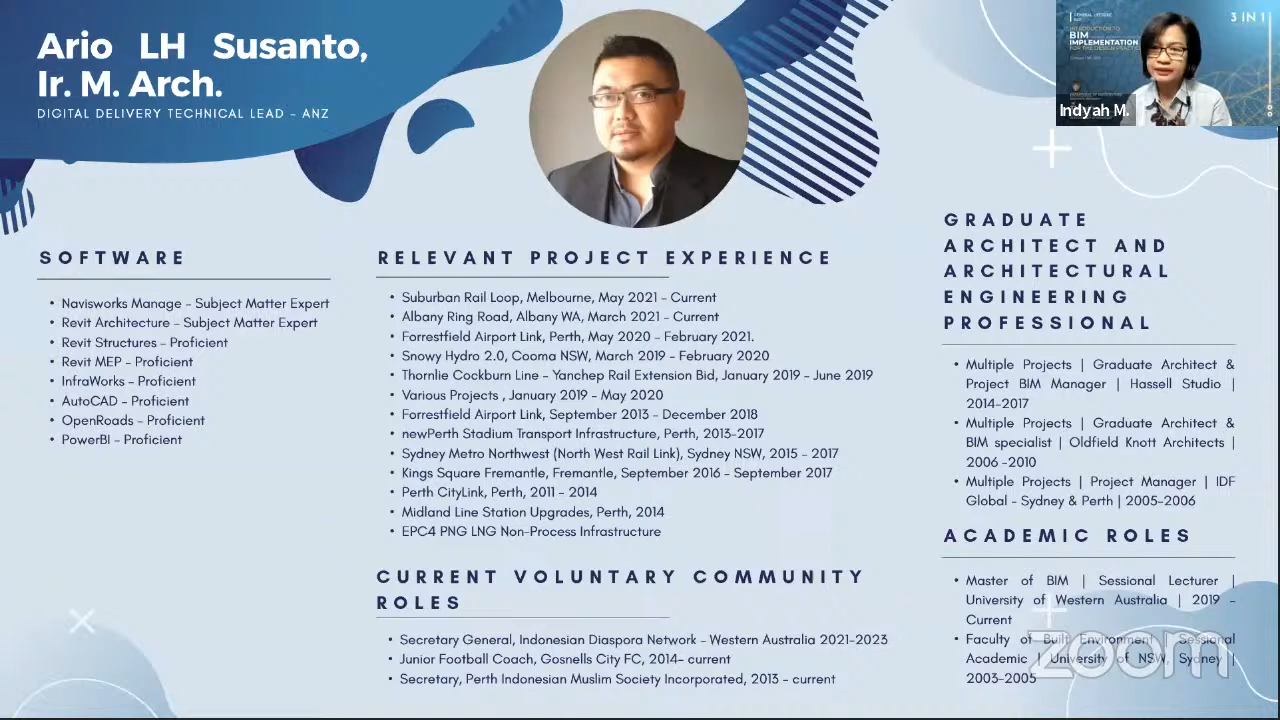 Ario LH Susanto,
Ir. M. Arch.
DIGITAL DELIVERY TECHNICAL LEAD – ANZ
SOFTWARE
• Navisworks Manage – Subject Matter Expert
• Revit Architecture – Subject Matter Expert
• Revit Structures – Proficient
• Revit MEP – Proficient
• InfraWorks – Proficient
• AutoCAD – Proficient
• OpenRoads – Proficient
• PowerBI – Proficient
RELEVANT PROJECT EXPERIENCE
• Suburban Rail Loop, Melbourne, May 2021 – Current
• Albany Ring Road, Albany WA, March 2021 – Current
• Forrestfield Airport Link, Perth, May 2020 – February 2021.
• Snowy Hydro 2.0, Cooma NSW, March 2019 – February 2020
• Thornlie Cockburn Line – Yanchep Rail Extension Bid, January 2019 – June 2019
• Various Projects , January 2019 – May 2020
• Forrestfield Airport Link, September 2013 – December 2018
• newPerth Stadium Transport Infrastructure, Perth, 2013–2017
• Sydney Metro Northwest (North West Rail Link), Sydney NSW, 2015 – 2017
• Kings Square Fremantle, Fremantle, September 2016 – September 2017
• Perth CityLink, Perth, 2011 – 2014
• Midland Line Station Upgrades, Perth, 2014
• EPC4 PNG LNG Non-Process Infrastructure
CURRENT VOLUNTARY COMMUNITY
ROLES
• Secretary General, Indonesian Diaspora Network – Western Australia 2021–2023
• Junior Football Coach, Gosnells City FC, 2014– current
• Secretary, Perth Indonesian Muslim Society Incorporated, 2013 – current
3 IN 1
GENERAL LECTURE
INTRODUCTION TO
BIM
IMPLEMENTATION
FOR THE DESIGN PRACTICE
Indyah M.
GRADUATE
ARCHITECT AND
ARCHITECTURAL
ENGINEERING
PROFESSIONAL
• Multiple Projects | Graduate Architect &
Project BIM Manager | Hassell Studio |
2014–2017
• Multiple Projects | Graduate Architect &
BIM specialist | Oldfield Knott Architects |
2006 –2010
• Multiple Projects | Project Manager | IDF
Global – Sydney & Perth | 2005–2006
ACADEMIC ROLES
• Master of BIM | Sessional Lecturer |
University of Western Australia | 2019 –
Current
• Faculty of Built Environment | Sessional
Academic | University of NSW, Sydney |
2003–2005
zoom